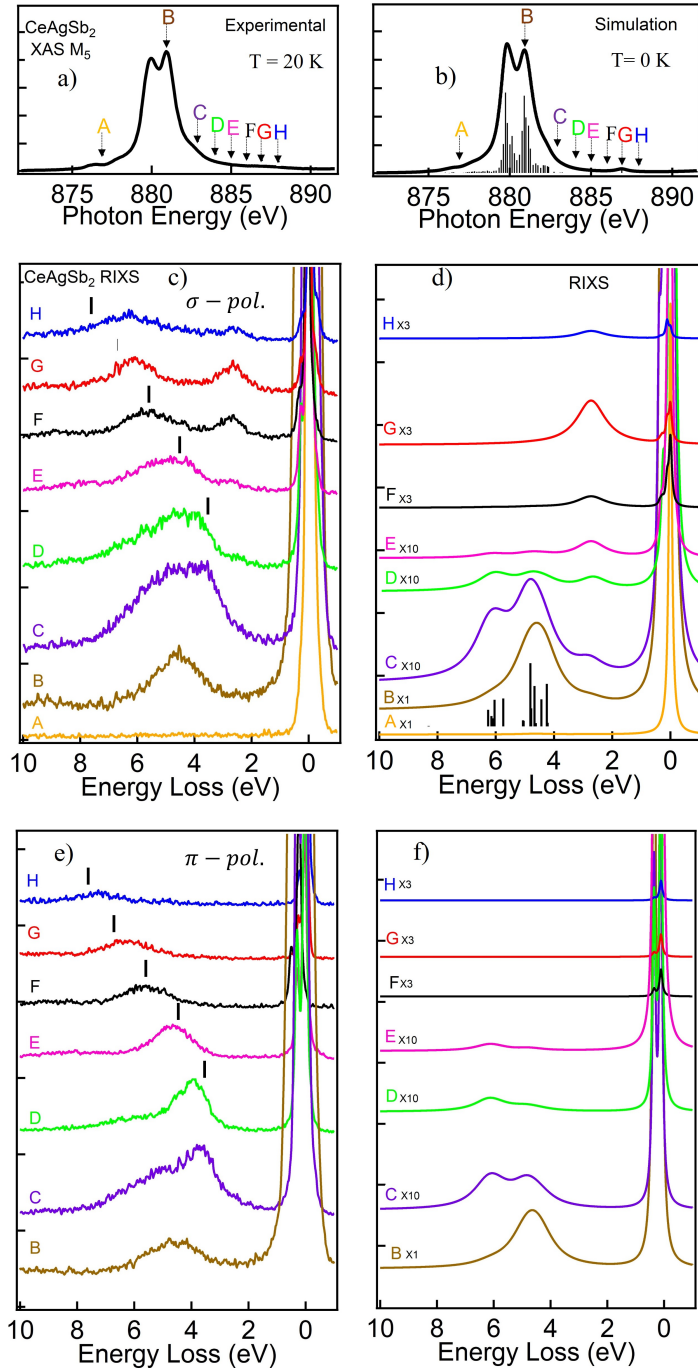 CeAgSb2
XAS M5
a)
Experimental
T = 20 K
A
B
C
D
E
F
G
H
875 880 885 890
Photon Energy (eV)
b)
Simulation
T= 0 K
A
B
C
D
E
F
G
H
875 880 885 890
Photon Energy (eV)
CeAgSb2 RIXS
c)
σ − pol.
H
G
F
E
D
C
B
A
10 8 6 4 2 0
Energy Loss (eV)
d)
RIXS
H X3
G X3
F X3
E X10
D X10
C X10
B X1
A X1
10 8 6 4 2 0
Energy Loss (eV)
e)
π − pol.
H
G
F
E
D
C
B
10 8 6 4 2 0
Energy Loss (eV)
f)
H X3
G X3
F X3
E X10
D X10
C X10
B X1
10 8 6 4 2 0
Energy Loss (eV)